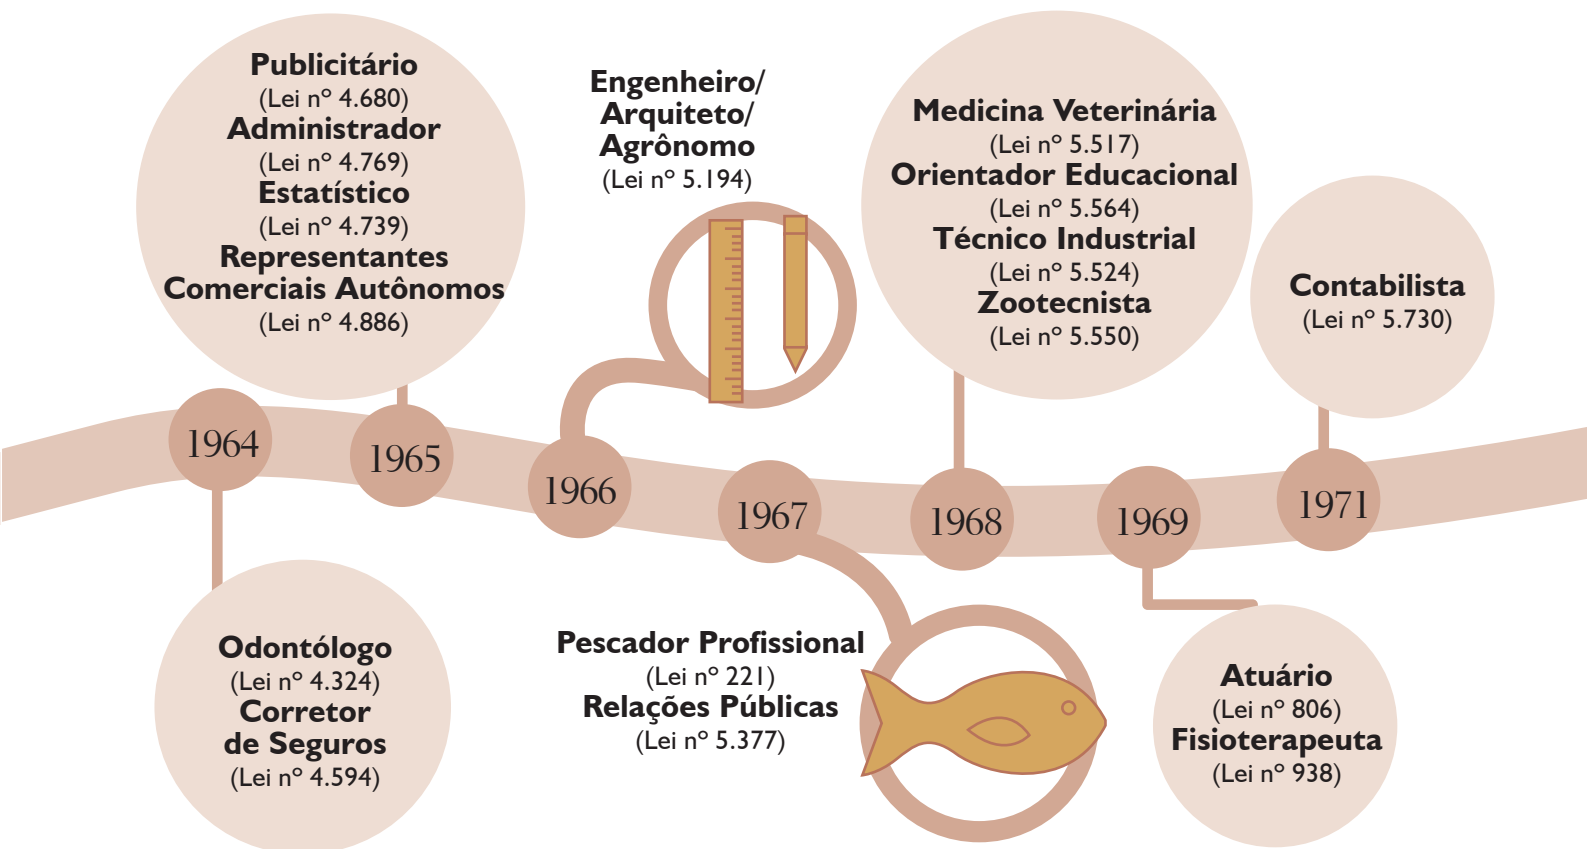 Publicitário
(Lei nº 4.680)
Administrador
(Lei nº 4.769)
Estatístico
(Lei nº 4.739)
Representantes
Comerciais Autônomos
(Lei nº 4.886)
Engenheiro/
Arquiteto/
Agrônomo
(Lei nº 5.194)
Medicina Veterinária
(Lei nº 5.517)
Orientador Educacional
(Lei nº 5.564)
Técnico Industrial
(Lei nº 5.524)
Zootecnista
(Lei nº 5.550)
Contabilista
(Lei nº 5.730)
1964
1965
1966
1967
1968
1969
1971
Odontólogo
(Lei nº 4.324)
Corretor
de Seguros
(Lei nº 4.594)
Pescador Profissional
(Lei nº 221)
Relações Públicas
(Lei nº 5.377)
Atuário
(Lei nº 806)
Fisioterapeuta
(Lei nº 938)